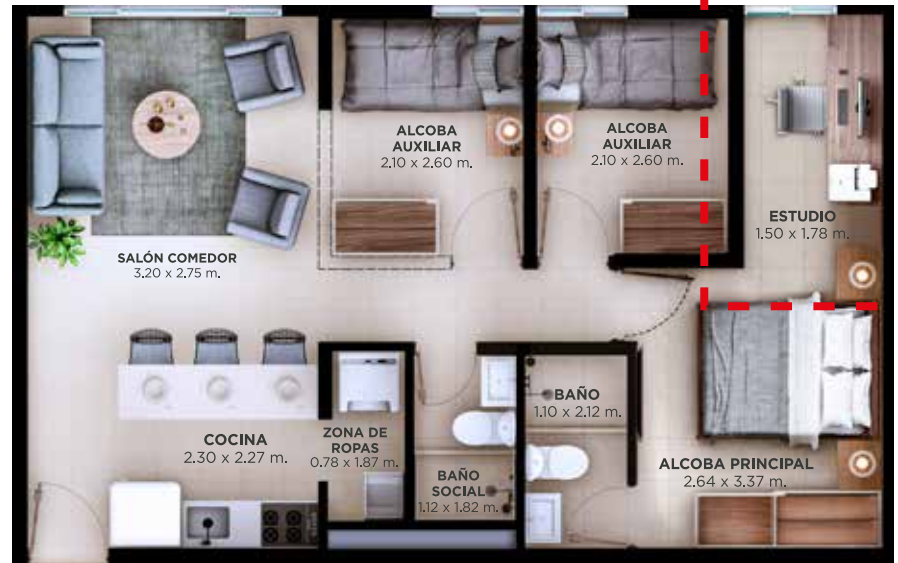 ALCOBA
AUXILIAR
2.10 x 2.60 m.
ALCOBA
AUXILIAR
2.10 x 2.60 m.
ESTUDIO
1.50 x 1.78 m.
SALÓN COMEDOR
3.20 x 2.75 m.
BAÑO
1.10 x 2.12 m.
COCINA
2.30 x 2.27 m.
ZONA DE
ROPAS
0.78 x 1.87 m.
BAÑO
SOCIAL
1.12 x 1.82 m.
ALCOBA PRINCIPAL
2.64 x 3.37 m.